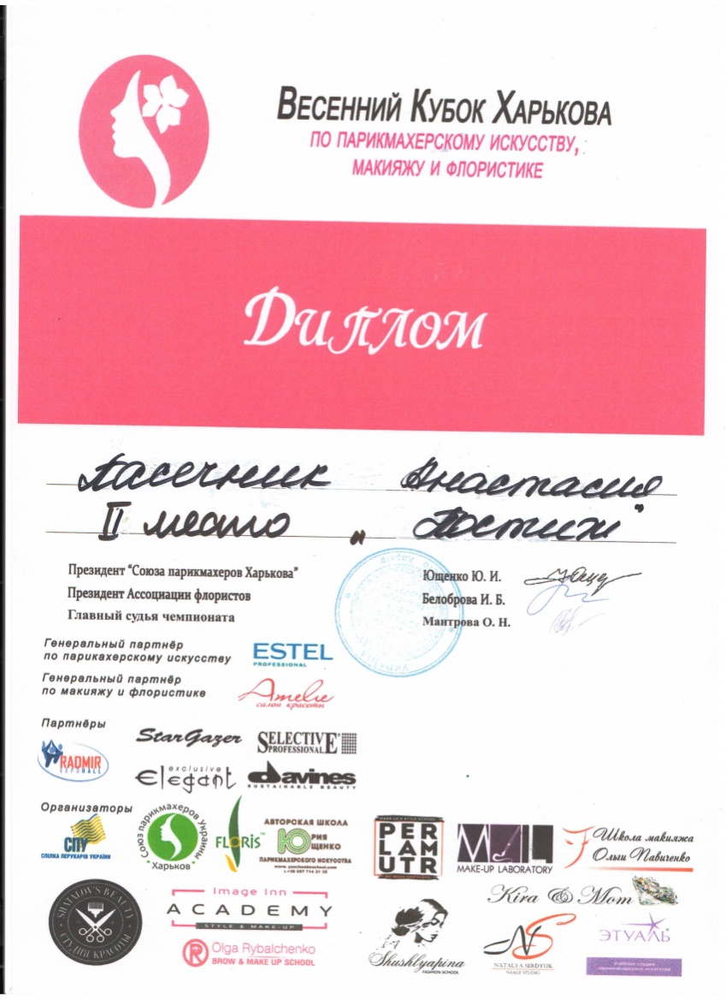 ВЕСЕННИЙ КУБОК ХАРЬКОВА
ПО ПАРИКМАХЕРСКОМУ ИСКУССТВУ,
МАКИЯЖУ И ФЛОРИСТИКЕ
Диплом
Пасечник Анастасия
II место „Постиж"
Президент "Союза парикмахеров Харькова" Ющенко Ю. И.
Президент Ассоциации флористов Белоброва И. Б.
Главный судья чемпионата Мантрова О. Н.
Генеральный партнёр
по парикахерскому искусству
ESTEL
PROFESSIONAL
Генеральный партнёр
по макияжу и флористике
Amelie
салон красоты
Партнёры
RADMIR
EXPOHALL
StarGazer
SELECTIVE
PROFESSIONAL
exclusive
Elegant
davines
SUSTAINABLE BEAUTY
Организаторы
СПУ
СПІЛКА ПЕРУКАРІВ УКРАЇНИ
Союз парикмахеров Украины
Харьков
FLORIS™
АВТОРСКАЯ ШКОЛА
ЮРИЯ
ЮЩЕНКО
ПАРИКМАХЕРСКОГО ИСКУССТВА
PER
LAM
UTR
MAKE-UP LABORATORY
Школа макияжа
Ольги Павиченко
Kira & Mom
SHAMALOV'S BEAUTY
СТУДИЯ КРАСОТЫ
Image Inn
ACADEMY
STYLE & MAKE-UP
Olga Rybalchenko
BROW & MAKE UP SCHOOL
Shushlyapina
FASHION SCHOOL
NS
NATALYA SERDYUK
IMAGE STUDIO
ЭТУАЛЬ